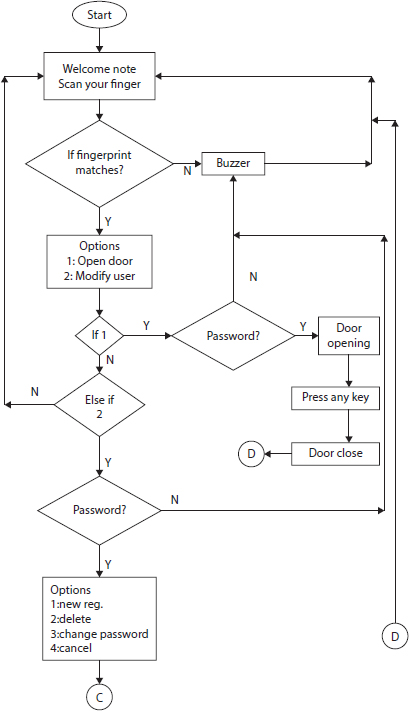 Start
Welcome note
Scan your finger
If fingerprint
matches?
N
Buzzer
Y
Options
1: Open door
2: Modify user
N
If 1
Y
Password?
Y
Door
opening
N
N
Else if
2
Press any key
D
Door close
Y
Password?
N
Y
Options
1:new reg.
2:delete
3:change password
4:cancel
D
C